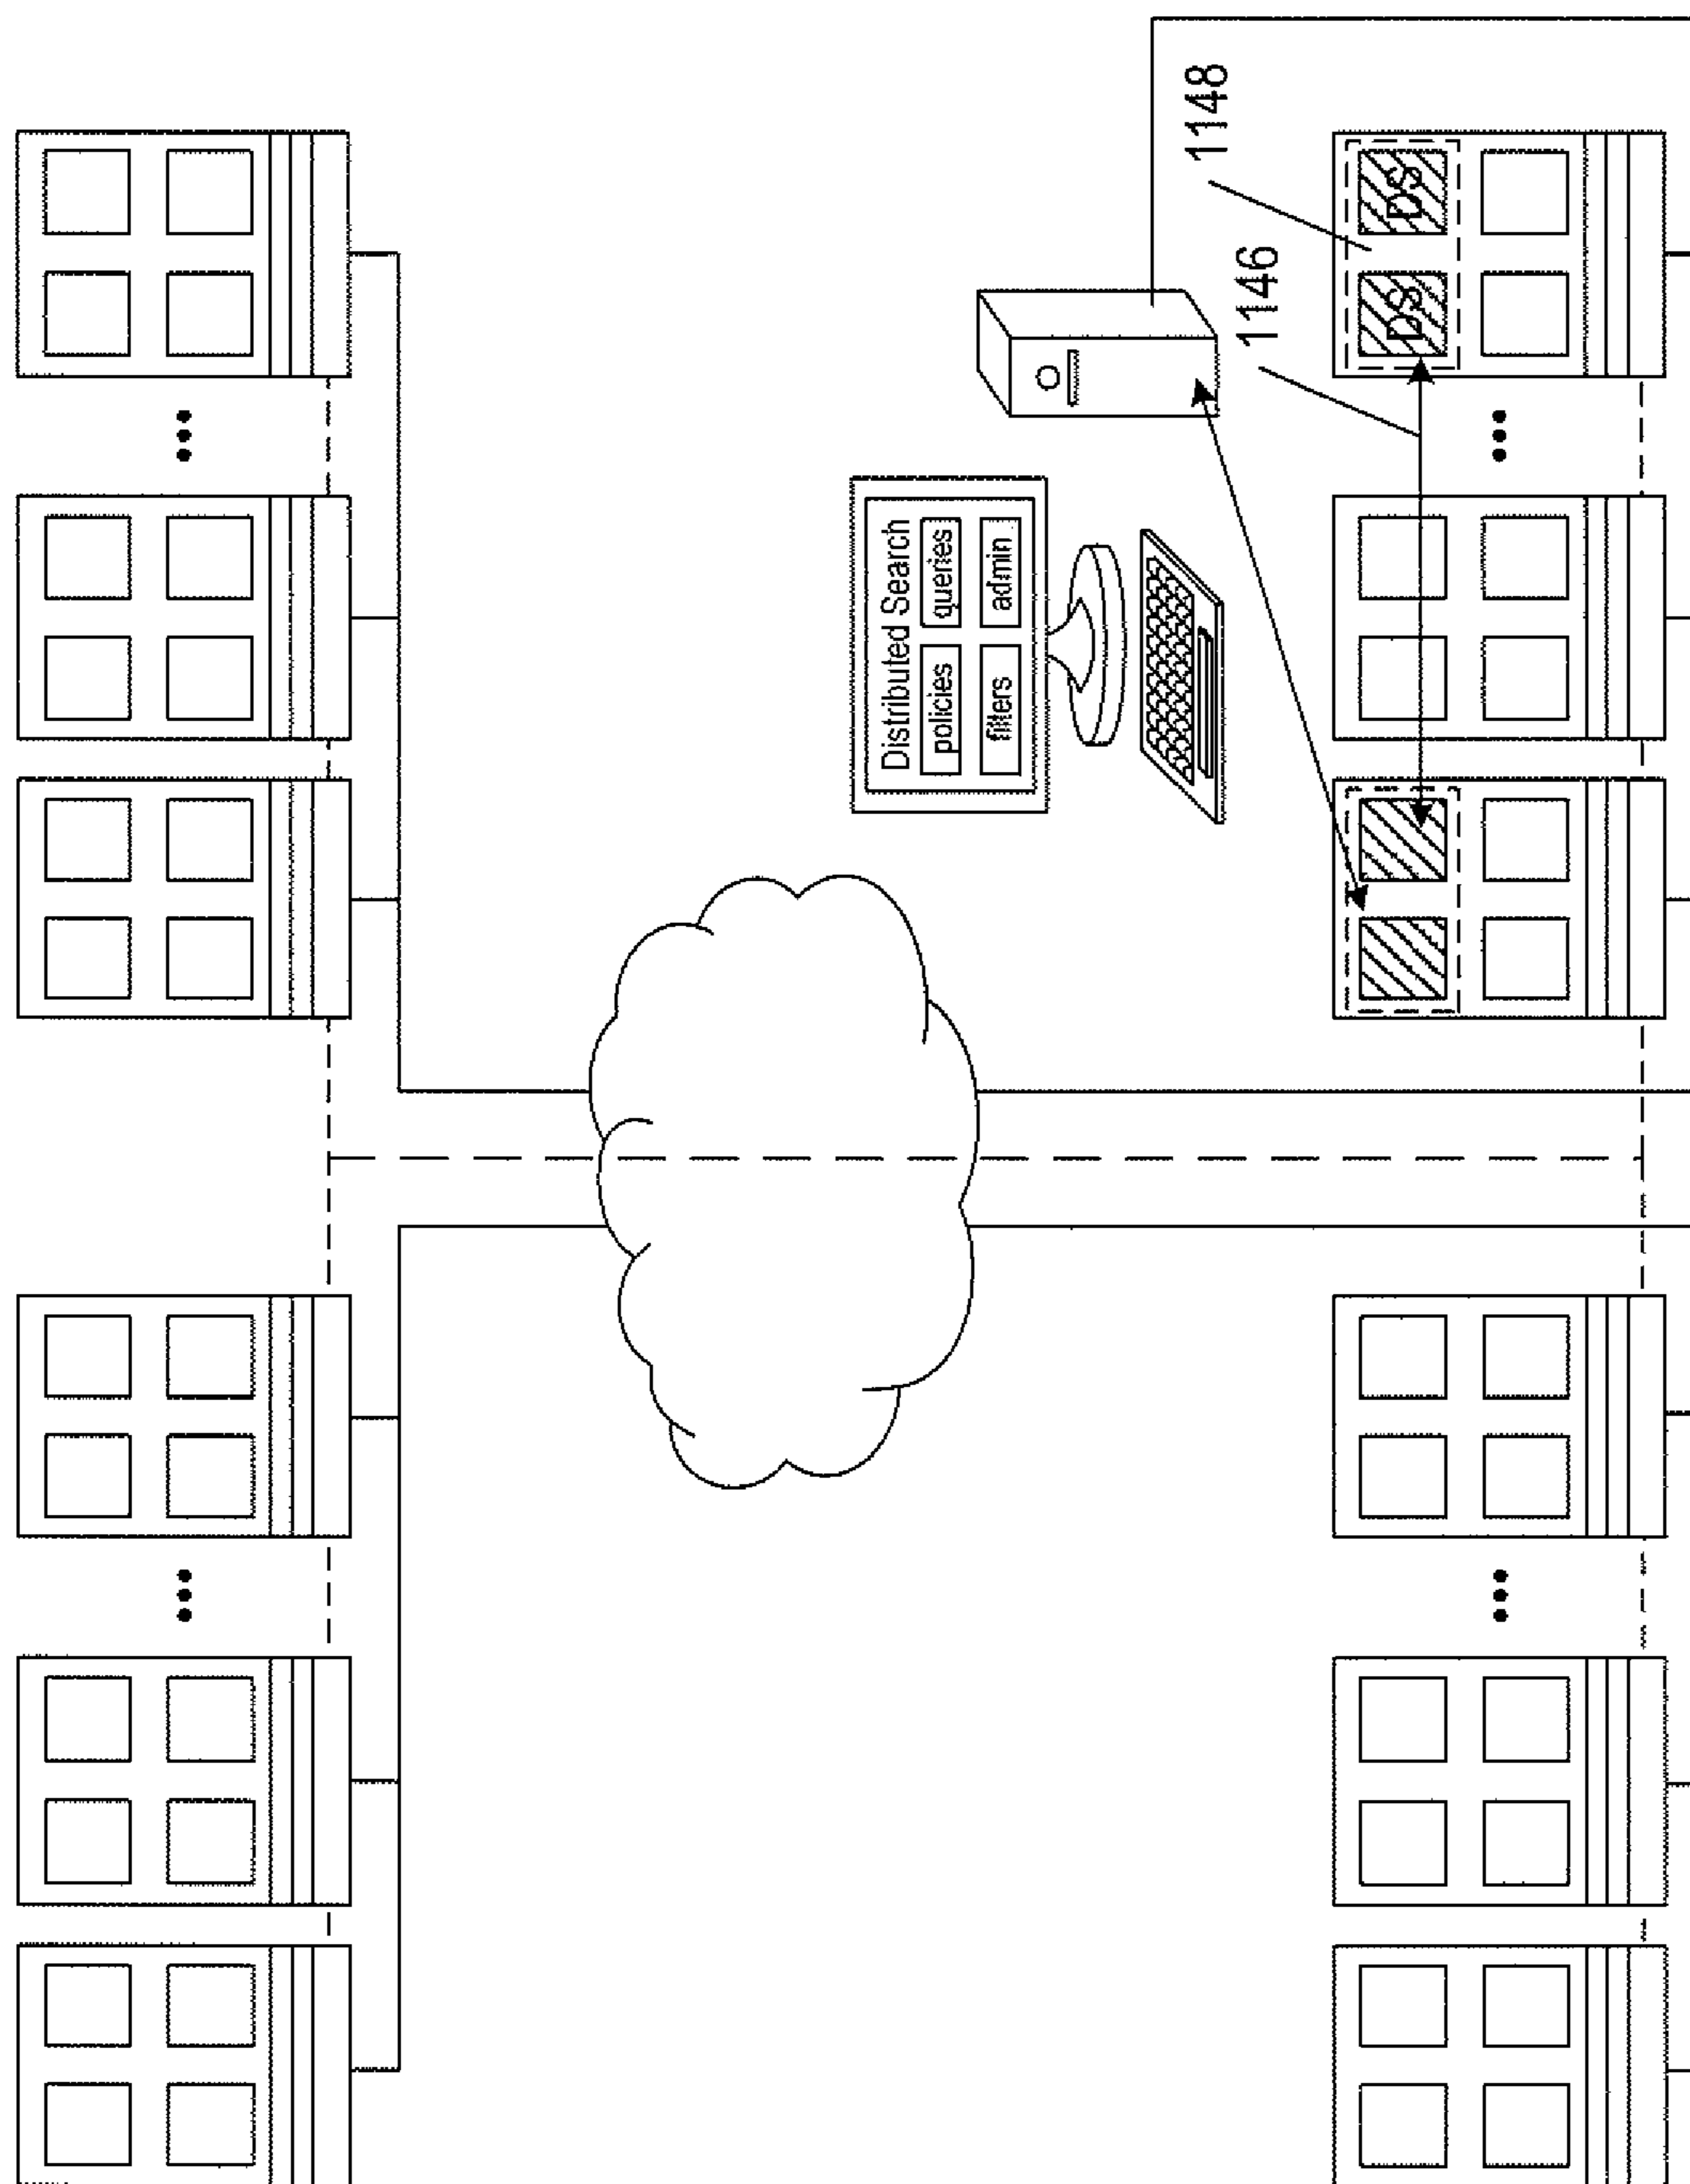 Distributed Search
policies queries
filters admin
1146
1148
DS DS